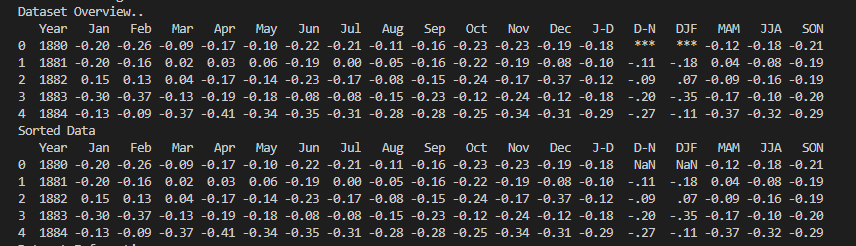 Dataset Overview..
Year Jan Feb Mar Apr May Jun Jul Aug Sep Oct Nov Dec J-D D-N DJF MAM JJA SON
0 1880 -0.20 -0.26 -0.09 -0.17 -0.10 -0.22 -0.21 -0.11 -0.16 -0.23 -0.23 -0.19 -0.18 *** *** -0.12 -0.18 -0.21
1 1881 -0.20 -0.16 0.02 0.03 0.06 -0.19 0.00 -0.05 -0.16 -0.22 -0.19 -0.08 -0.10 -.11 -.18 0.04 -0.08 -0.19
2 1882 0.15 0.13 0.04 -0.17 -0.14 -0.23 -0.17 -0.08 -0.15 -0.24 -0.17 -0.37 -0.12 -.09 .07 -0.09 -0.16 -0.19
3 1883 -0.30 -0.37 -0.13 -0.19 -0.18 -0.08 -0.08 -0.15 -0.23 -0.12 -0.24 -0.12 -0.18 -.20 -.35 -0.17 -0.10 -0.20
4 1884 -0.13 -0.09 -0.37 -0.41 -0.34 -0.35 -0.31 -0.28 -0.28 -0.25 -0.34 -0.31 -0.29 -.27 -.11 -0.37 -0.32 -0.29
Sorted Data
Year Jan Feb Mar Apr May Jun Jul Aug Sep Oct Nov Dec J-D D-N DJF MAM JJA SON
0 1880 -0.20 -0.26 -0.09 -0.17 -0.10 -0.22 -0.21 -0.11 -0.16 -0.23 -0.23 -0.19 -0.18 NaN NaN -0.12 -0.18 -0.21
1 1881 -0.20 -0.16 0.02 0.03 0.06 -0.19 0.00 -0.05 -0.16 -0.22 -0.19 -0.08 -0.10 -.11 -.18 0.04 -0.08 -0.19
2 1882 0.15 0.13 0.04 -0.17 -0.14 -0.23 -0.17 -0.08 -0.15 -0.24 -0.17 -0.37 -0.12 -.09 .07 -0.09 -0.16 -0.19
3 1883 -0.30 -0.37 -0.13 -0.19 -0.18 -0.08 -0.08 -0.15 -0.23 -0.12 -0.24 -0.12 -0.18 -.20 -.35 -0.17 -0.10 -0.20
4 1884 -0.13 -0.09 -0.37 -0.41 -0.34 -0.35 -0.31 -0.28 -0.28 -0.25 -0.34 -0.31 -0.29 -.27 -.11 -0.37 -0.32 -0.29